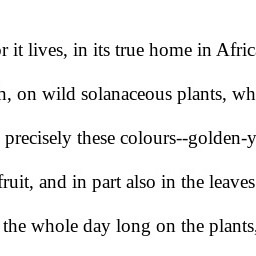 r it lives, in its true home in Afric
n, on wild solanaceous plants, wh
precisely these colours--golden-y
fruit, and in part also in the leaves
the whole day long on the plants,